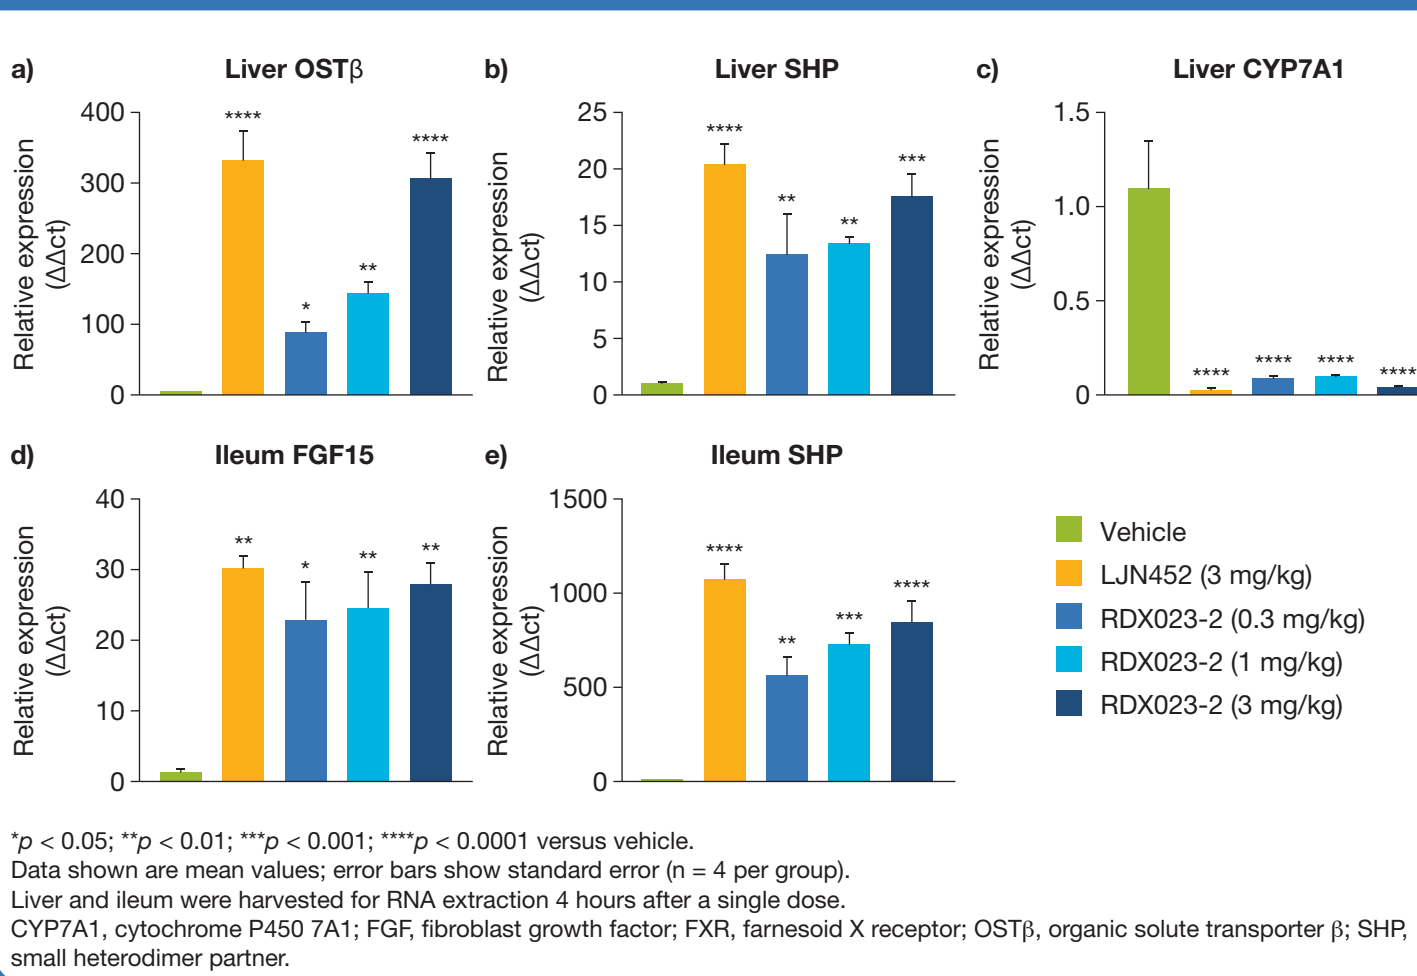 a) Liver OSTβ
400
300
200
100
0
Relative expression
(ΔΔct)
****
*
**
****
b) Liver SHP
25
20
15
10
5
0
Relative expression
(ΔΔct)
****
**
**
***
c) Liver CYP7A1
1.5
1.0
0.5
0
Relative expression
(ΔΔct)
****
****
****
****
d) Ileum FGF15
40
30
20
10
0
Relative expression
(ΔΔct)
**
*
**
**
e) Ileum SHP
1500
1000
500
0
Relative expression
(ΔΔct)
****
**
***
****
Vehicle
LJN452 (3 mg/kg)
RDX023-2 (0.3 mg/kg)
RDX023-2 (1 mg/kg)
RDX023-2 (3 mg/kg)
*p < 0.05; **p < 0.01; ***p < 0.001; ****p < 0.0001 versus vehicle.
Data shown are mean values; error bars show standard error (n = 4 per group).
Liver and ileum were harvested for RNA extraction 4 hours after a single dose.
CYP7A1, cytochrome P450 7A1; FGF, fibroblast growth factor; FXR, farnesoid X receptor; OSTβ, organic solute transporter β; SHP,
small heterodimer partner.